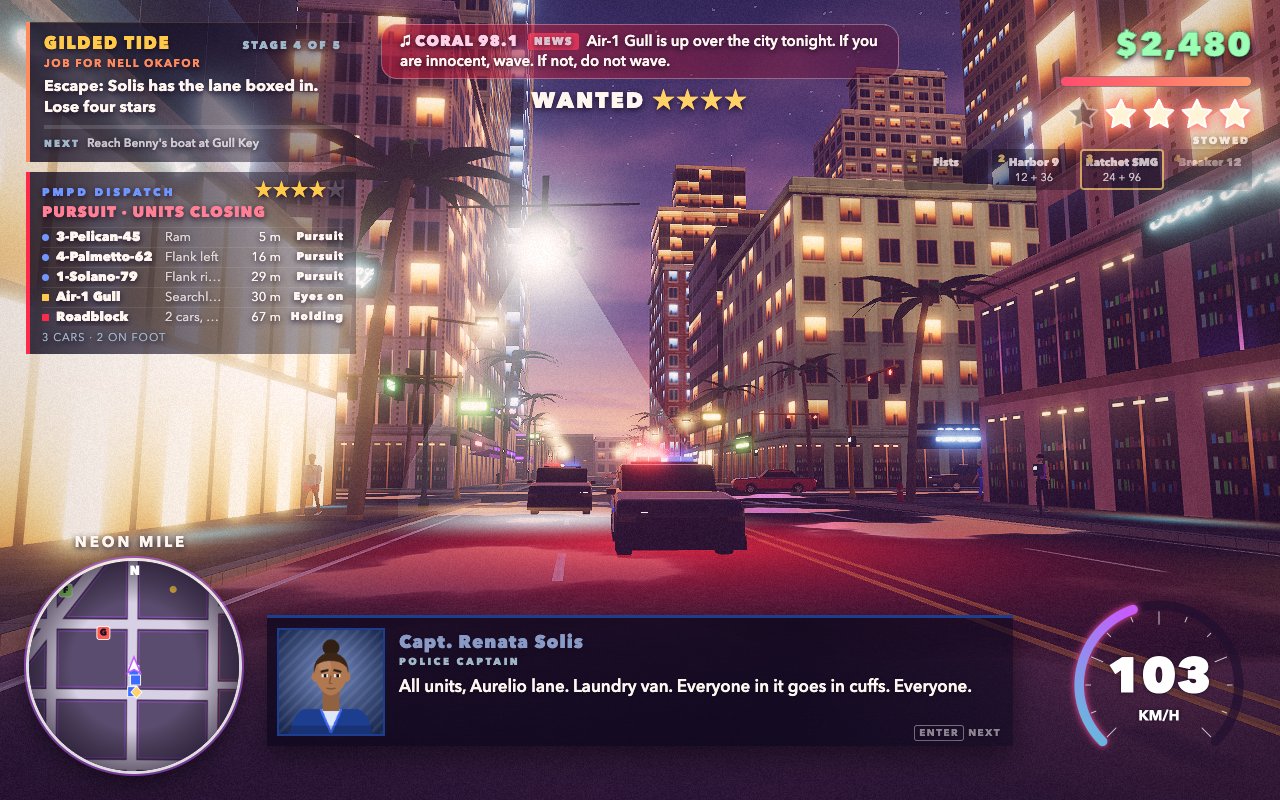 GILDED TIDE STAGE 4 OF 5
JOB FOR NELL OKAFOR
Escape: Solis has the lane boxed in.
Lose four stars
NEXT Reach Benny's boat at Gull Key
CORAL 98.1 NEWS Air-1 Gull is up over the city tonight. If you
are innocent, wave. If not, do not wave.
WANTED
$2,480
STOWED
1 Fists
2 Harbor 9
12 + 36
Ratchet SMG
24 + 96
Breaker 12
PMPD DISPATCH
PURSUIT · UNITS CLOSING
3-Pelican-45 Ram 5 m Pursuit
4-Palmetto-62 Flank left 16 m Pursuit
1-Solano-79 Flank ri... 29 m Pursuit
Air-1 Gull Searchl... 30 m Eyes on
Roadblock 2 cars, ... 67 m Holding
3 CARS · 2 ON FOOT
NEON MILE
N
G
Capt. Renata Solis
POLICE CAPTAIN
All units, Aurelio lane. Laundry van. Everyone in it goes in cuffs. Everyone.
ENTER NEXT
103
KM/H